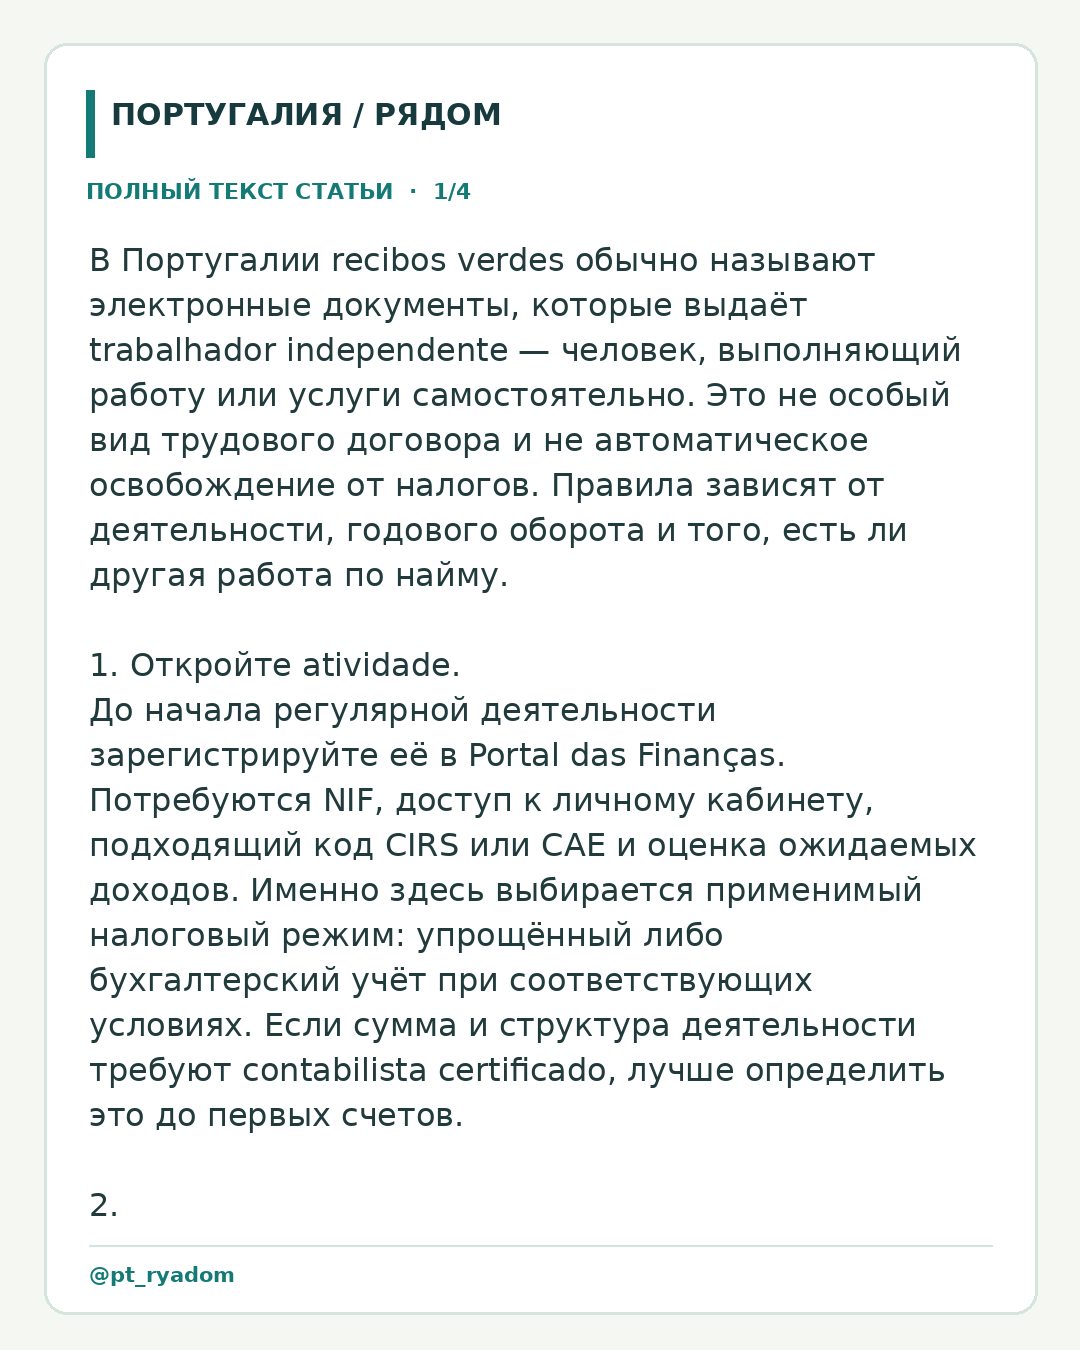 ПОРТУГАЛИЯ / РЯДОМ
ПОЛНЫЙ ТЕКСТ СТАТЬИ · 1/4
В Португалии recibos verdes обычно называют
электронные документы, которые выдаёт
trabalhador independente — человек, выполняющий
работу или услуги самостоятельно. Это не особый
вид трудового договора и не автоматическое
освобождение от налогов. Правила зависят от
деятельности, годового оборота и того, есть ли
другая работа по найму.
1. Откройте atividade.
До начала регулярной деятельности
зарегистрируйте её в Portal das Finanças.
Потребуются NIF, доступ к личному кабинету,
подходящий код CIRS или CAE и оценка ожидаемых
доходов. Именно здесь выбирается применимый
налоговый режим: упрощённый либо
бухгалтерский учёт при соответствующих
условиях. Если сумма и структура деятельности
требуют contabilista certificado, лучше определить
это до первых счетов.
2.
@pt_ryadom